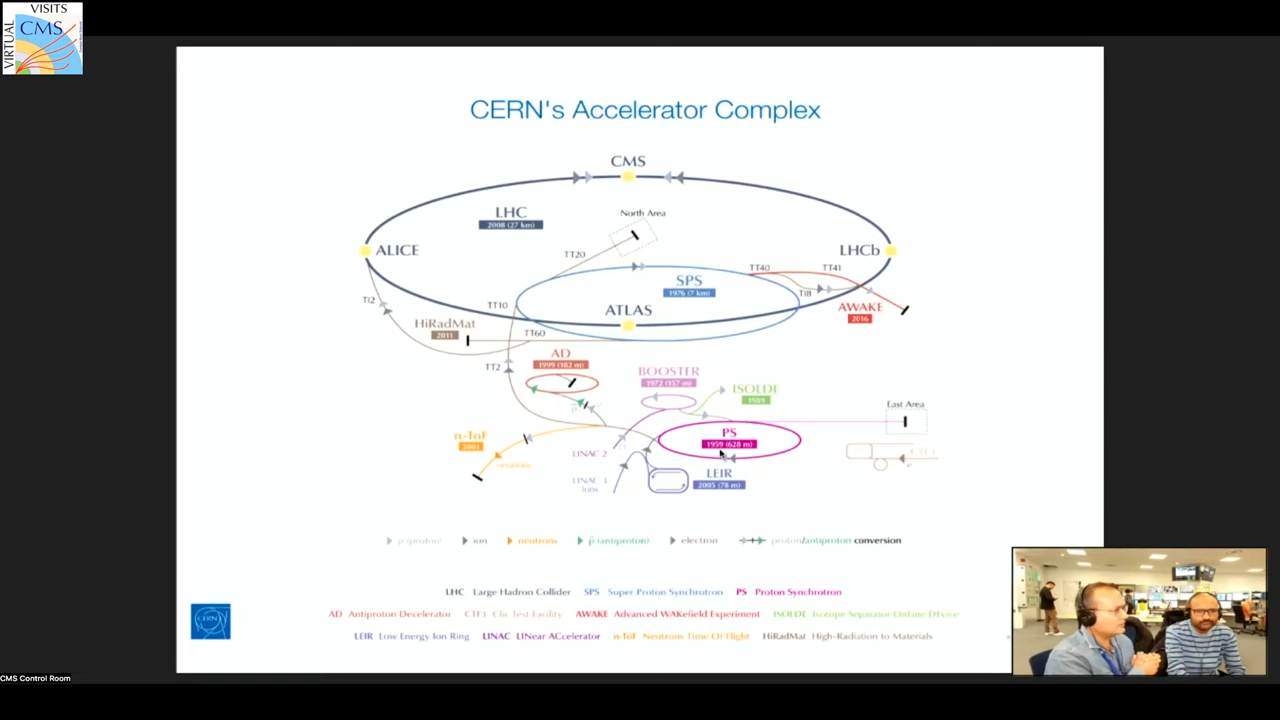 VISITS
CMS
VIRTUAL
CERN's Accelerator Complex
CMS
LHC
2008 (27 km)
North Area
ALICE
LHCb
TT20
TT40
TT41
SPS
1976 (7 km)
TI2
TT10
TI8
ATLAS
AWAKE
2016
HiRadMat
2011
TT60
AD
1999 (182 m)
TT2
BOOSTER
1972 (157 m)
ISOLDE
1989
East Area
p
n-ToF
2001
PS
1959 (628 m)
neutrons
LINAC 2
LEIR
2005 (78 m)
LINAC 3
Ions
ion
neutrons
p̄ (antiproton)
electron
proton/antiproton conversion
LHC Large Hadron Collider SPS Super Proton Synchrotron PS Proton Synchrotron
AD Antiproton Decelerator CTF3 Clic Test Facility AWAKE Advanced WAKefield Experiment ISOLDE Isotope Separator OnLine DEvice
LEIR Low Energy Ion Ring LINAC LINear ACcelerator n-ToF Neutrons Time Of Flight HiRadMat High-Radiation to Materials
CERN
CMS Control Room